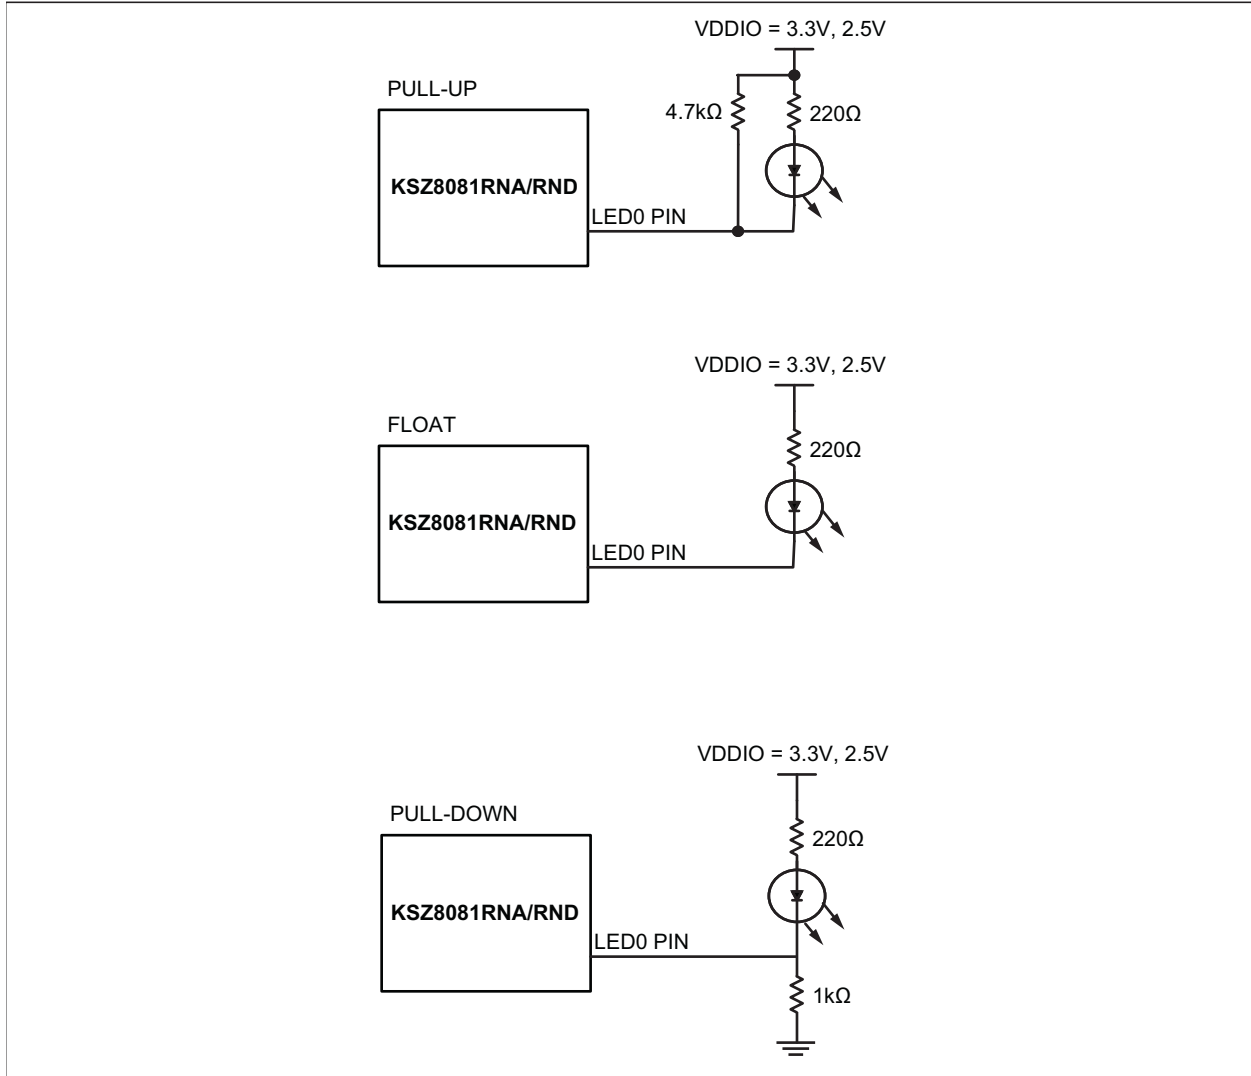 VDDIO = 3.3V, 2.5V
PULL-UP
4.7kΩ
220Ω
KSZ8081RNA/RND
LED0 PIN
VDDIO = 3.3V, 2.5V
FLOAT
220Ω
KSZ8081RNA/RND
LED0 PIN
VDDIO = 3.3V, 2.5V
PULL-DOWN
220Ω
KSZ8081RNA/RND
LED0 PIN
1kΩ